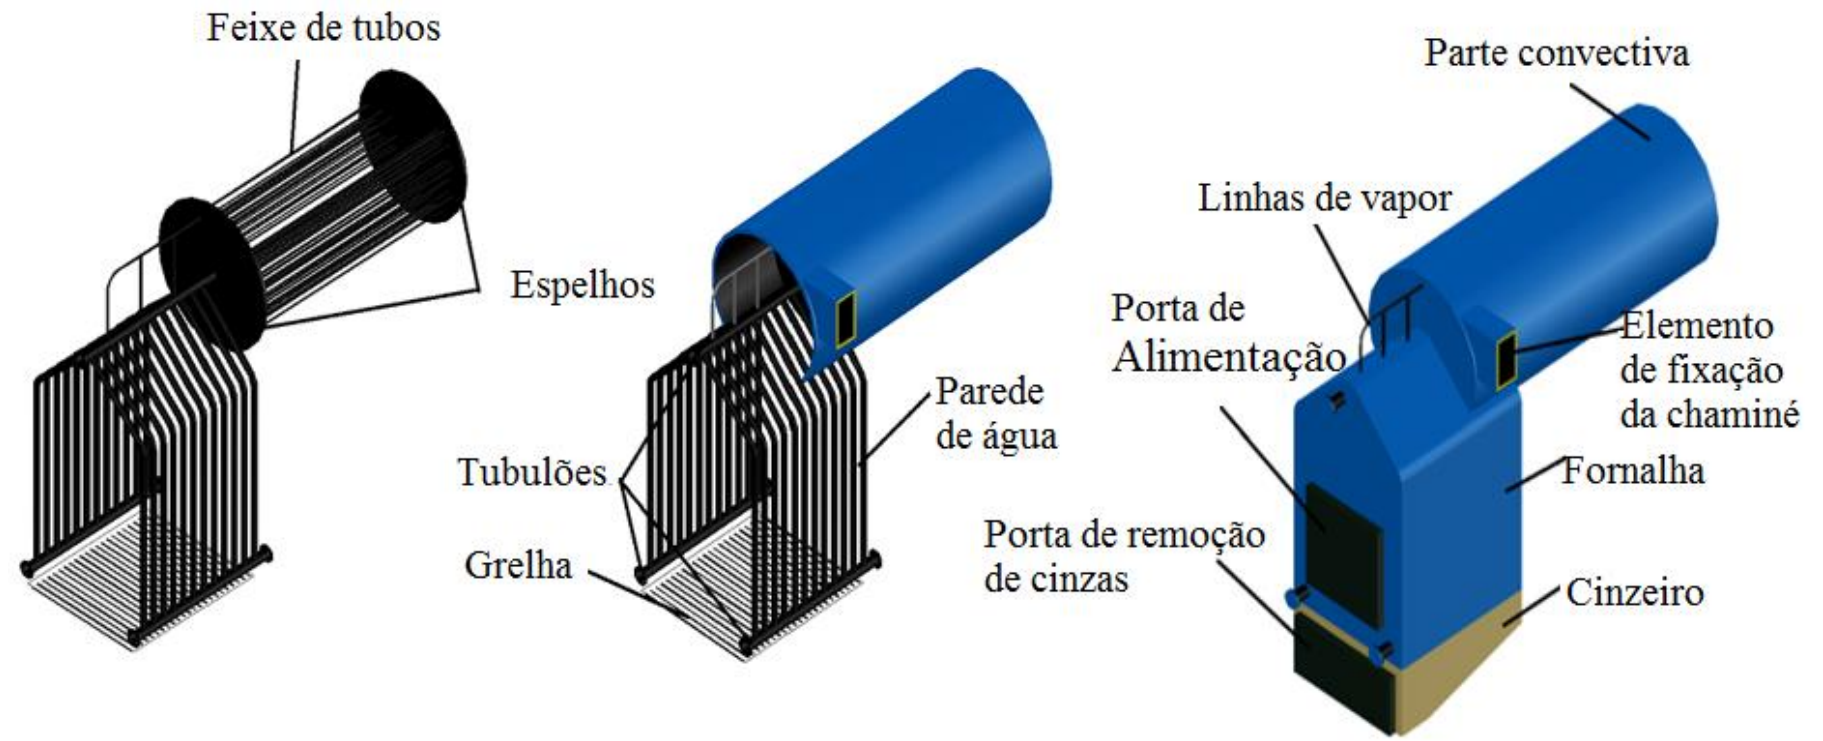 Feixe de tubos
Espelhos
Tubulões
Grelha
Parede
de água
Parte convectiva
Linhas de vapor
Porta de
Alimentação
Elemento
de fixação
da chaminé
Fornalha
Porta de remoção
de cinzas
Cinzeiro